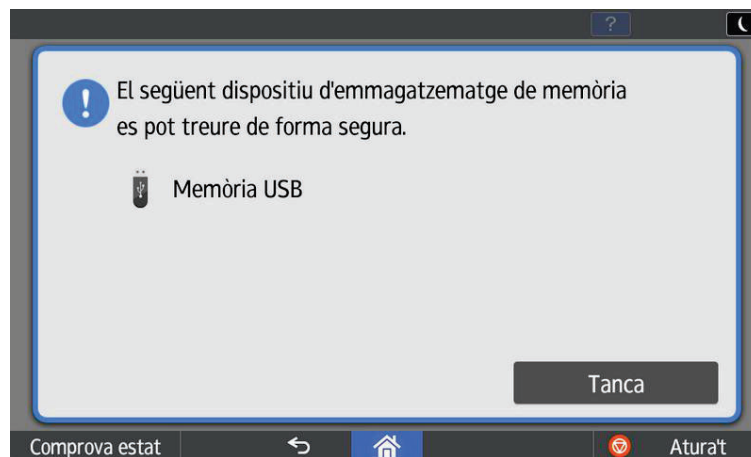 ?
El següent dispositiu d'emmagatzematge de memòria
es pot treure de forma segura.
Memòria USB
Tanca
Comprova estat
Atura't